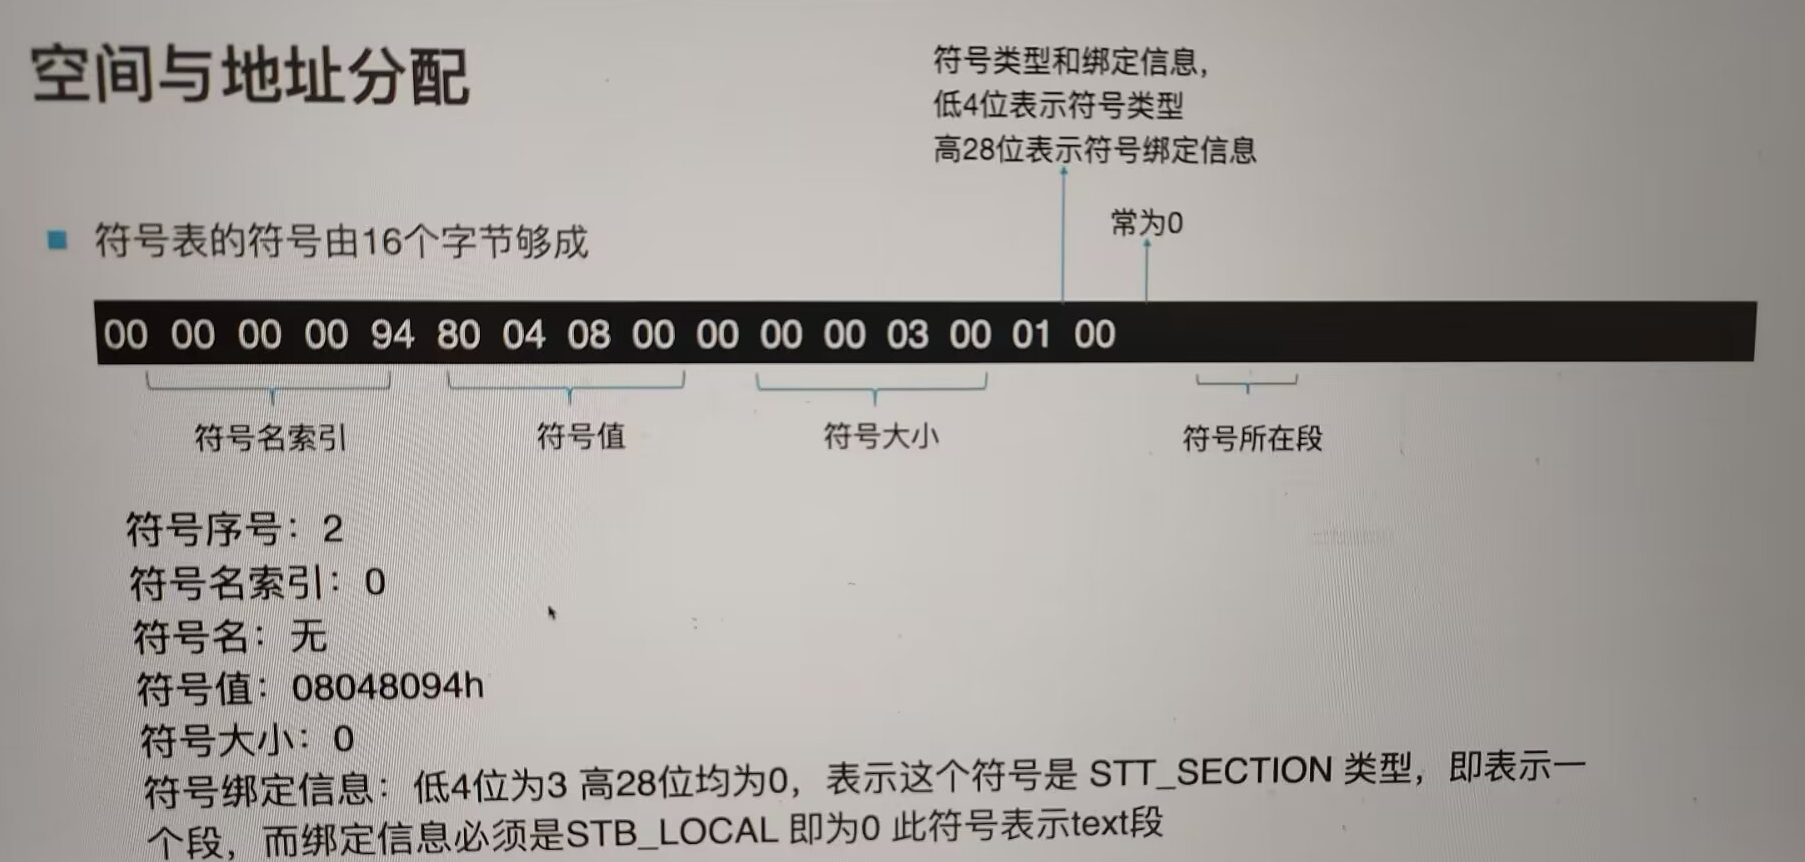 空间与地址分配
符号类型和绑定信息,
低4位表示符号类型
高28位表示符号绑定信息
常为0
符号表的符号由16个字节够成
00 00 00 00 94 80 04 08 00 00 00 00 03 00 01 00
符号名索引 符号值 符号大小 符号所在段
符号序号：2
符号名索引：0
符号名：无
符号值：08048094h
符号大小：0
符号绑定信息：低4位为3 高28位均为0，表示这个符号是 STT_SECTION 类型，即表示一
个段，而绑定信息必须是STB_LOCAL 即为0 此符号表示text段